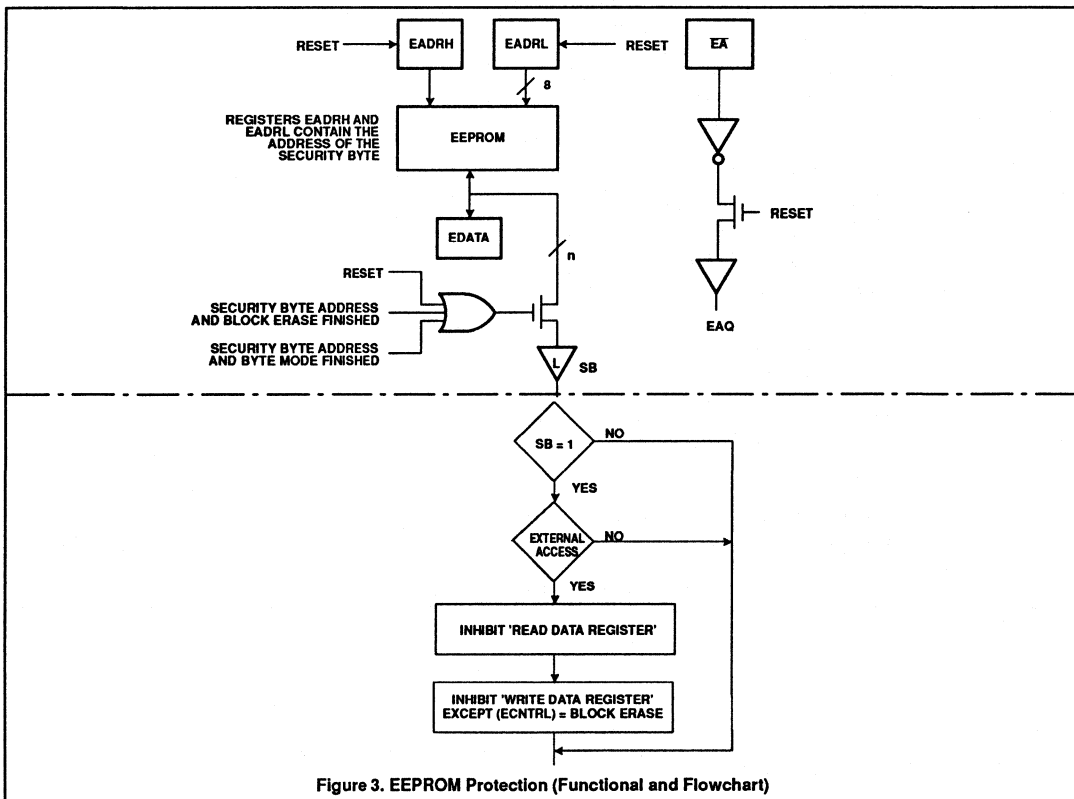 RESET
EADRH
EADRL
RESET
EA
8
REGISTERS EADRH AND
EADRL CONTAIN THE
ADDRESS OF THE
SECURITY BYTE
EEPROM
RESET
EDATA
n
RESET
SECURITY BYTE ADDRESS
AND BLOCK ERASE FINISHED
SECURITY BYTE ADDRESS
AND BYTE MODE FINISHED
EAQ
L
SB
SB = 1
NO
YES
EXTERNAL
ACCESS
NO
YES
INHIBIT 'READ DATA REGISTER'
INHIBIT 'WRITE DATA REGISTER'
EXCEPT (ECNTRL) = BLOCK ERASE
Figure 3. EEPROM Protection (Functional and Flowchart)